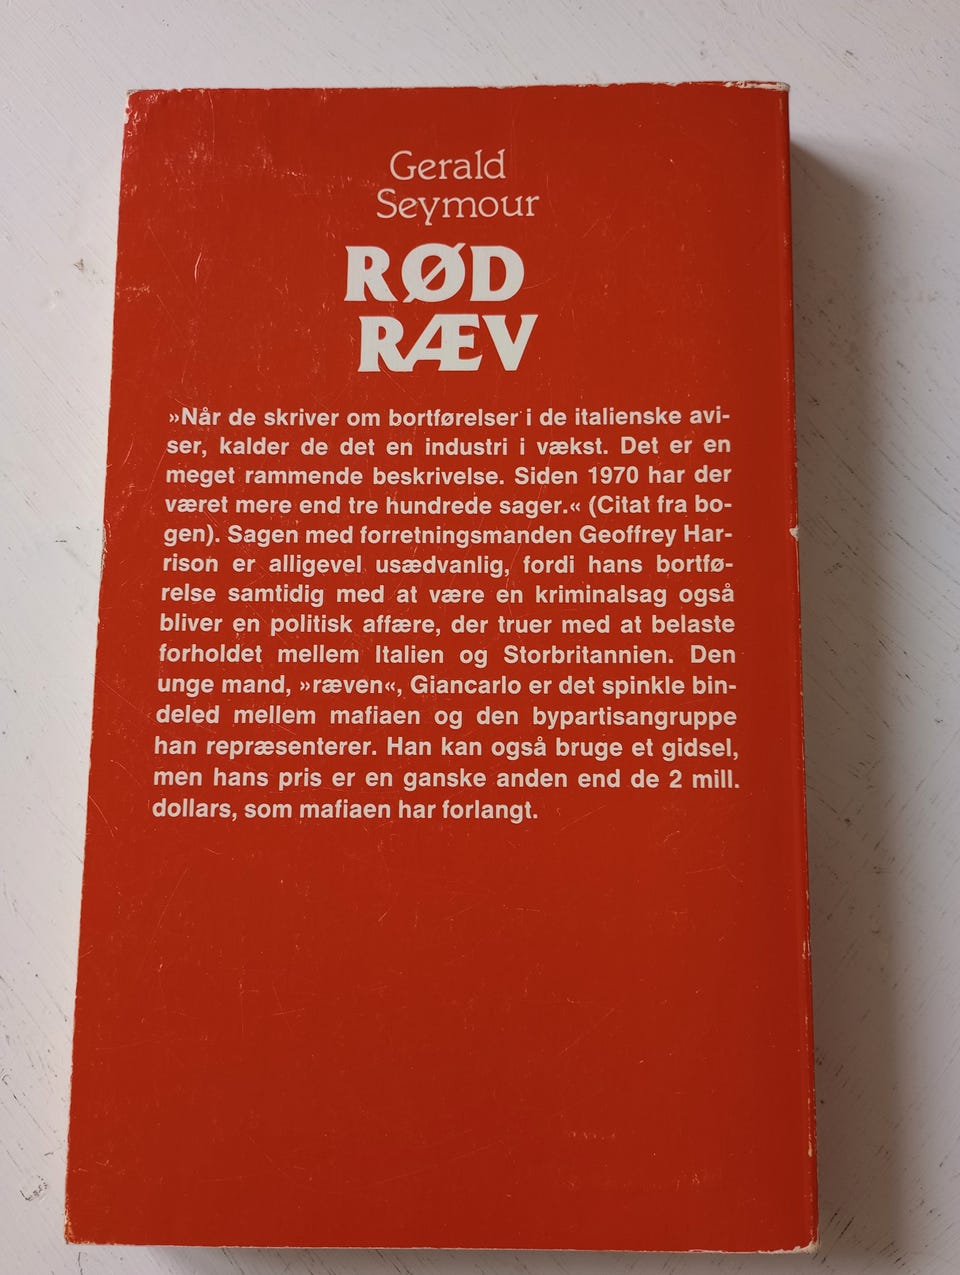 Gerald
Seymour
RØD
RÆV
»Når de skriver om bortførelser i de italienske avi-
ser, kalder de det en industri i vækst. Det er en
meget rammende beskrivelse. Siden 1970 har der
været mere end tre hundrede sager.« (Citat fra bo-
gen). Sagen med forretningsmanden Geoffrey Har-
rison er alligevel usædvanlig, fordi hans bortfø-
relse samtidig med at være en kriminalsag også
bliver en politisk affære, der truer med at belaste
forholdet mellem Italien og Storbritannien. Den
unge mand, »ræven«, Giancarlo er det spinkle bin-
deled mellem mafiaen og den bypartisangruppe
han repræsenterer. Han kan også bruge et gidsel,
men hans pris er en ganske anden end de 2 mill.
dollars, som mafiaen har forlangt.